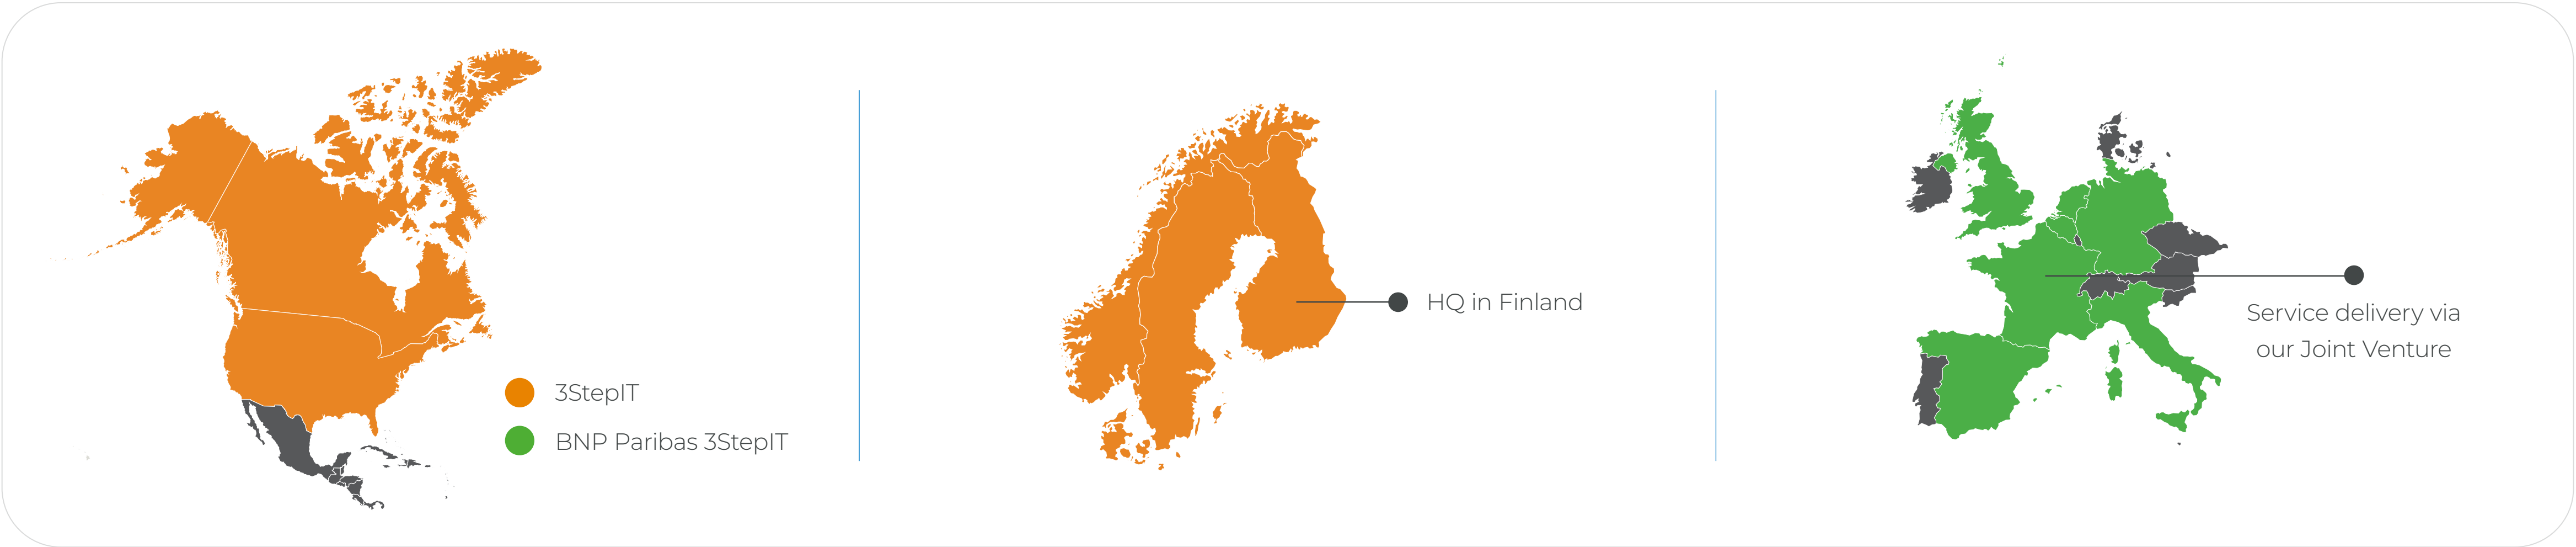 3StepIT
BNP Paribas 3StepIT
HQ in Finland
Service delivery via
our Joint Venture